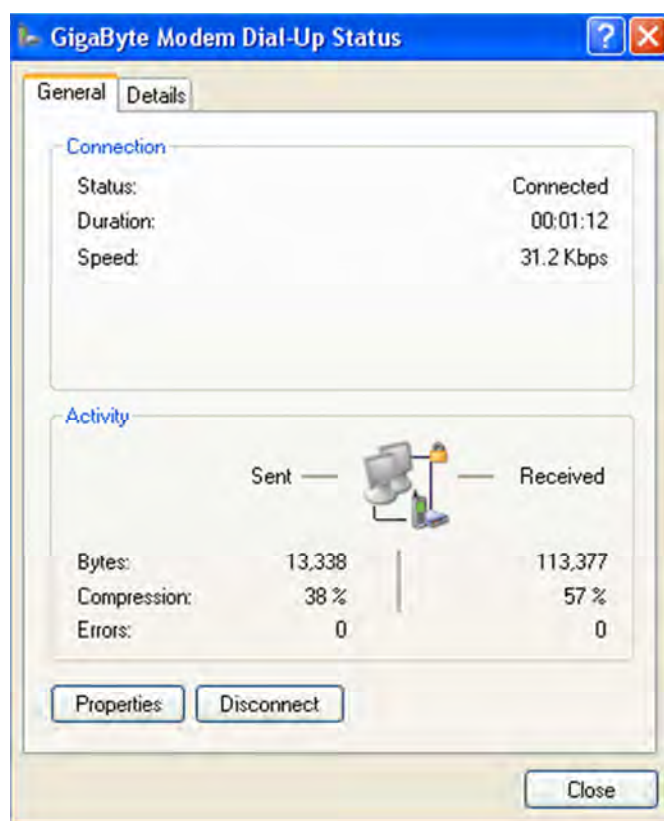 GigaByte Modem Dial-Up Status
General Details
Connection
Status: Connected
Duration: 00:01:12
Speed: 31.2 Kbps
Activity
Sent Received
Bytes: 13,338 113,377
Compression: 38 % 57 %
Errors: 0 0
Properties Disconnect
Close